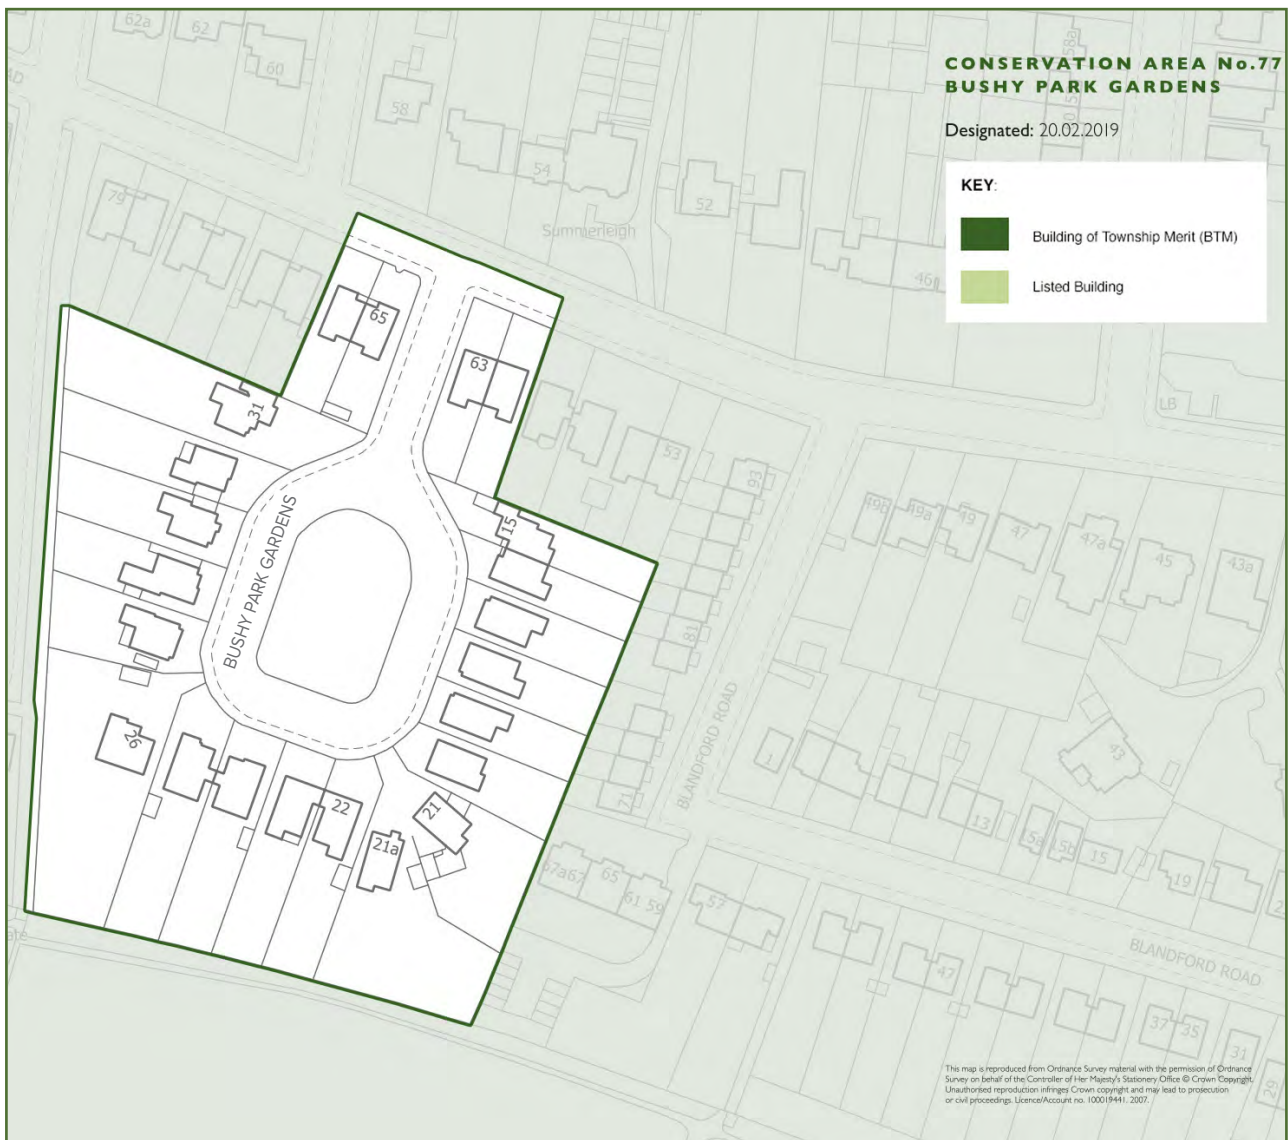 CONSERVATION AREA No.77
BUSHY PARK GARDENS
Designated: 20.02.2019
KEY:
Building of Township Merit (BTM)
Listed Building
62a
62
60
58
58a
54
52
Summerleigh
46
79
65
63
31
53
93
LB
49b
49a
49
47
47a
45
43a
15
BUSHY PARK GARDENS
81
BLANDFORD ROAD
43
26
1
71
22
21
21a
13
15a
15b
15
19
67a
67
65
61
59
57
BLANDFORD ROAD
47
37
35
31
29
This map is reproduced from Ordnance Survey material with the permission of Ordnance
Survey on behalf of the Controller of Her Majesty's Stationery Office © Crown Copyright.
Unauthorised reproduction infringes Crown copyright and may lead to prosecution
or civil proceedings. Licence/Account no. 100019441. 2007.